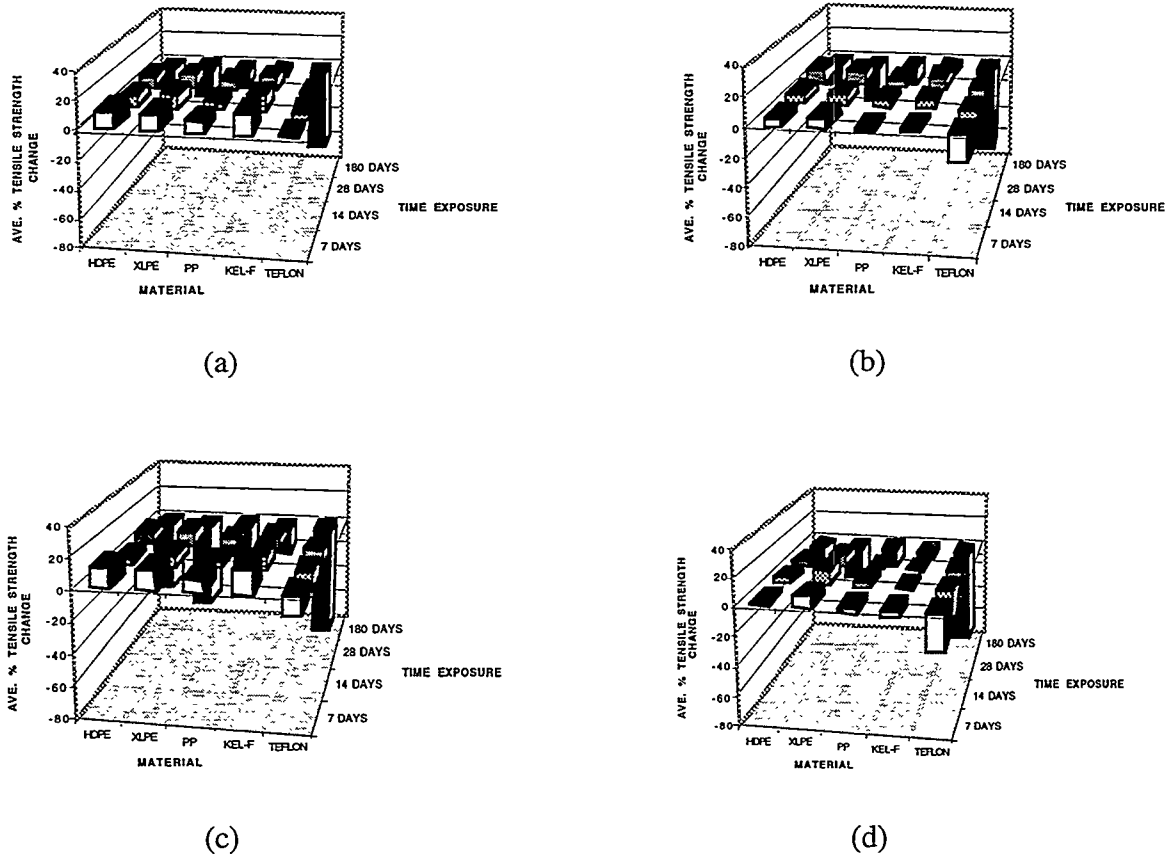 40
20
0
-20
-40
-60
-80
AVE. % TENSILE STRENGTH
CHANGE
HDPE XLPE PP KEL-F TEFLON
MATERIAL
180 DAYS
28 DAYS
14 DAYS
7 DAYS
TIME EXPOSURE
(a)
40
20
0
-20
-40
-60
-80
AVE. % TENSILE STRENGTH
CHANGE
HDPE XLPE PP KEL-F TEFLON
MATERIAL
180 DAYS
28 DAYS
14 DAYS
7 DAYS
TIME EXPOSURE
(b)
40
20
0
-20
-40
-60
-80
AVE. % TENSILE STRENGTH
CHANGE
HDPE XLPE PP KEL-F TEFLON
MATERIAL
180 DAYS
28 DAYS
14 DAYS
7 DAYS
TIME EXPOSURE
(c)
40
20
0
-20
-40
-60
-80
AVE. % TENSILE STRENGTH
CHANGE
HDPE XLPE PP KEL-F TEFLON
MATERIAL
180 DAYS
28 DAYS
14 DAYS
7 DAYS
TIME EXPOSURE
(d)